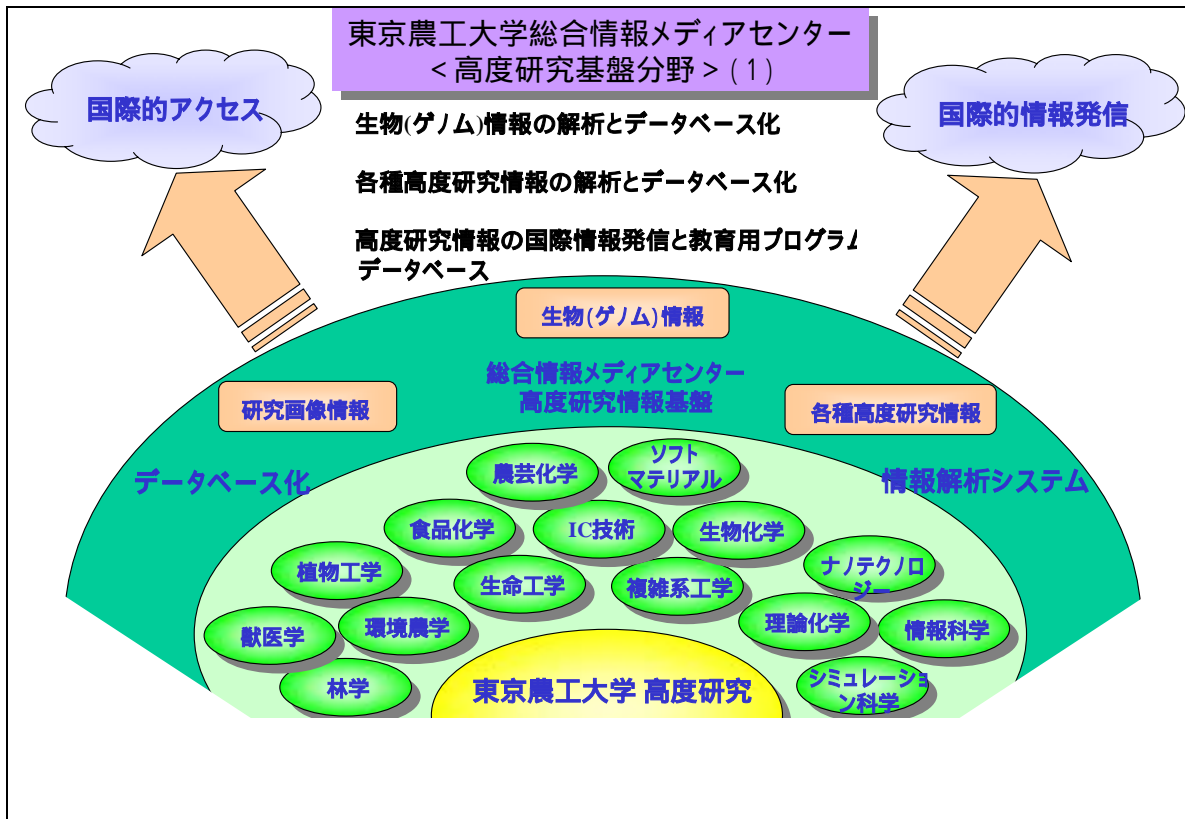 東京農工大学総合情報メディアセンター
<高度研究基盤分野>(1)
国際的アクセス
国際的情報発信
生物(ゲノム)情報の解析とデータベース化
各種高度研究情報の解析とデータベース化
高度研究情報の国際情報発信と教育用プログラム
データベース
生物(ゲノム)情報
総合情報メディアセンター
高度研究情報基盤
研究画像情報
各種高度研究情報
データベース化
情報解析システム
農芸化学
ソフト
マテリアル
食品化学
IC技術
生物化学
植物工学
生命工学
複雑系工学
ナノテクノロ
ジー
獣医学
環境農学
理論化学
情報科学
林学
東京農工大学 高度研究
シミュレーショ
ン科学